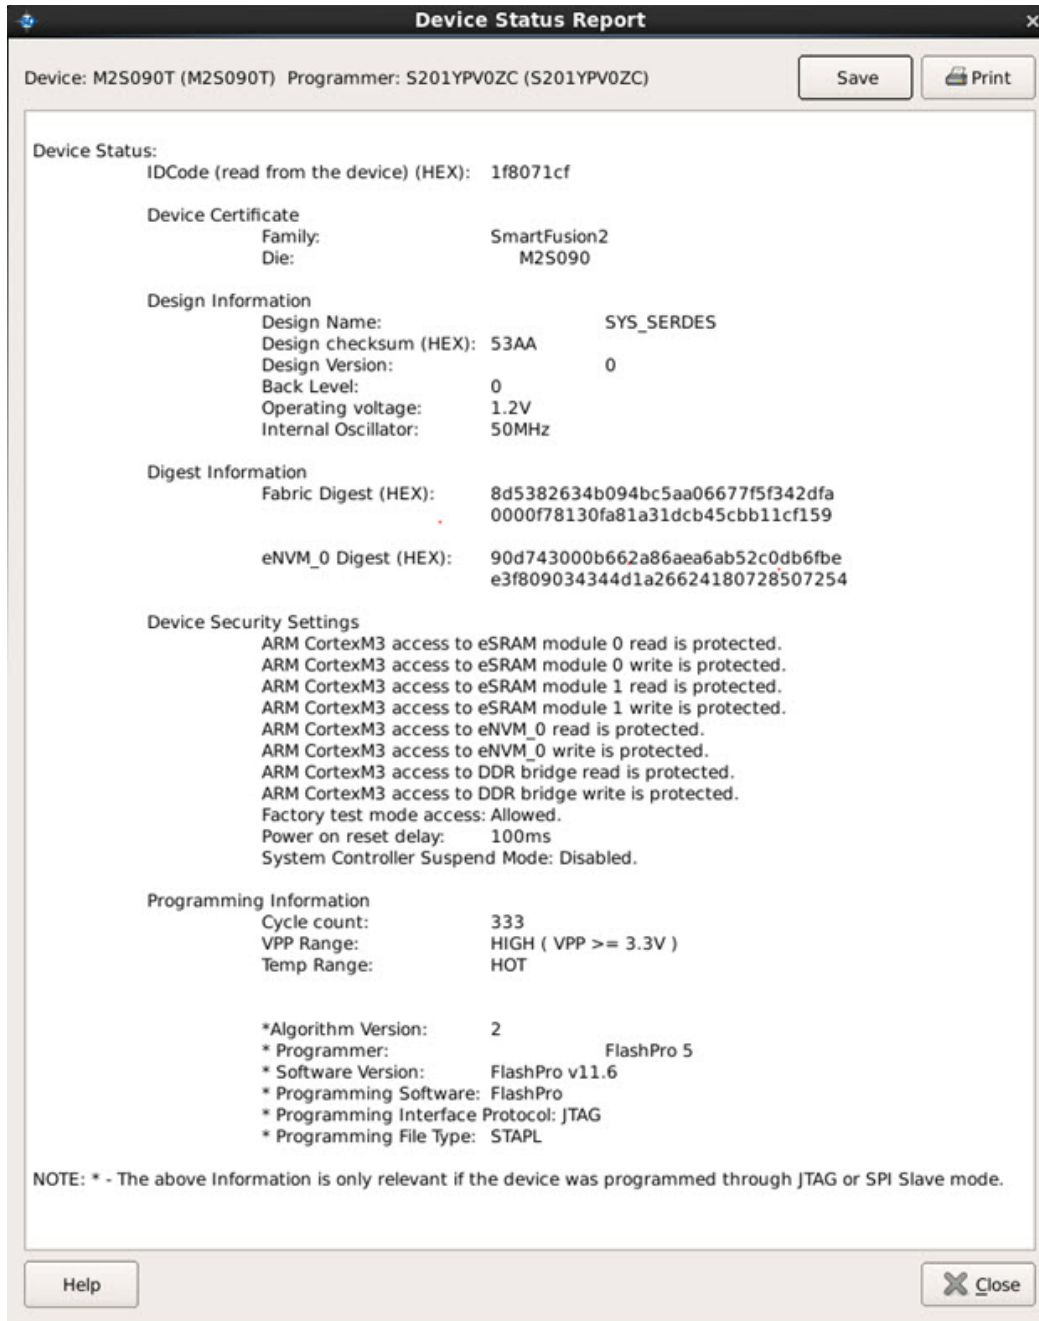 Device Status Report
Device: M2S090T (M2S090T) Programmer: S201YPV0ZC (S201YPV0ZC)
Save
Print
Device Status:
IDCode (read from the device) (HEX): 1f8071cf
Device Certificate
Family: SmartFusion2
Die: M2S090
Design Information
Design Name: SYS_SERDES
Design checksum (HEX): 53AA
Design Version: 0
Back Level: 0
Operating voltage: 1.2V
Internal Oscillator: 50MHz
Digest Information
Fabric Digest (HEX): 8d5382634b094bc5aa06677f5f342dfa
0000f78130fa81a31dcb45cbb11cf159
eNVM_0 Digest (HEX): 90d743000b662a86aea6ab52c0db6fbe
e3f809034344d1a26624180728507254
Device Security Settings
ARM CortexM3 access to eSRAM module 0 read is protected.
ARM CortexM3 access to eSRAM module 0 write is protected.
ARM CortexM3 access to eSRAM module 1 read is protected.
ARM CortexM3 access to eSRAM module 1 write is protected.
ARM CortexM3 access to eNVM_0 read is protected.
ARM CortexM3 access to eNVM_0 write is protected.
ARM CortexM3 access to DDR bridge read is protected.
ARM CortexM3 access to DDR bridge write is protected.
Factory test mode access: Allowed.
Power on reset delay: 100ms
System Controller Suspend Mode: Disabled.
Programming Information
Cycle count: 333
VPP Range: HIGH ( VPP >= 3.3V )
Temp Range: HOT
*Algorithm Version: 2
* Programmer: FlashPro 5
* Software Version: FlashPro v11.6
* Programming Software: FlashPro
* Programming Interface Protocol: JTAG
* Programming File Type: STAPL
NOTE: * - The above Information is only relevant if the device was programmed through JTAG or SPI Slave mode.
Help
Close